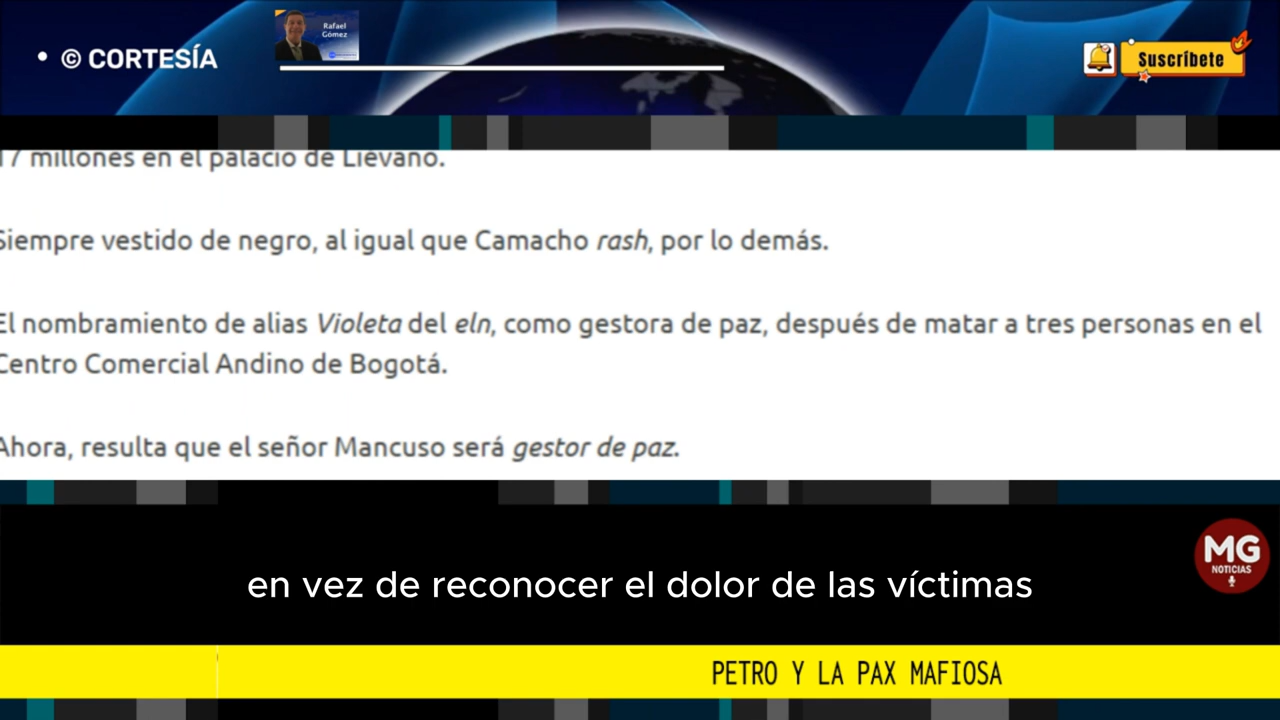 • © CORTESÍA
Rafael
Gómez
Suscríbete
17 millones en el palacio de Liévano.
Siempre vestido de negro, al igual que Camacho rash, por lo demás.
El nombramiento de alias Violeta del eln, como gestora de paz, después de matar a tres personas en el
Centro Comercial Andino de Bogotá.
Ahora, resulta que el señor Mancuso será gestor de paz.
MG
NOTICIAS
en vez de reconocer el dolor de las víctimas
PETRO Y LA PAX MAFIOSA